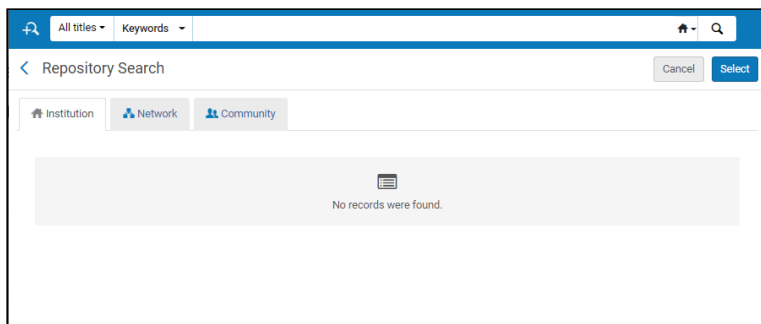 All titles Keywords
Repository Search Cancel Select
Institution Network Community
No records were found.